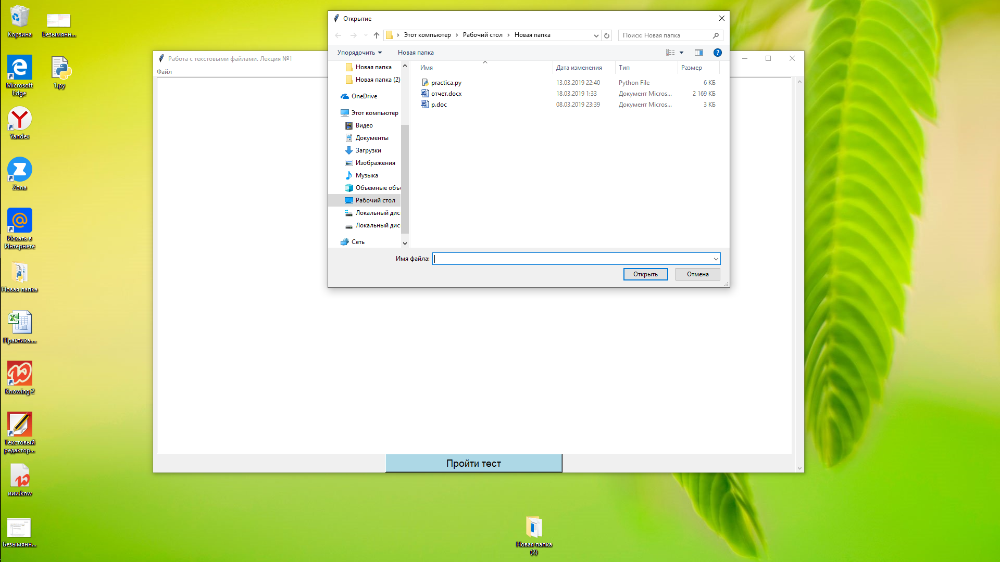 Корзина
Безымянн...
Microsoft
Edge
1.py
Yandex
Zona
Искать в
Интернете
Новая папка
Практика....
Knowing 2
Текстовый
редактор...
иии.knw
Безымянн...
Работа с текстовыми файлами. Лекция №1
Файл
Открытие
Этот компьютер
Рабочий стол
Новая папка
Поиск: Новая папка
Упорядочить
Новая папка
Новая папка
Новая папка (2)
OneDrive
Этот компьютер
Видео
Документы
Загрузки
Изображения
Музыка
Объемные объе
Рабочий стол
Локальный дис
Локальный дис
Сеть
Имя Дата изменения Тип Размер
practica.py 13.03.2019 22:40 Python File 6 КБ
отчет.docx 18.03.2019 1:33 Документ Micros... 2 169 КБ
p.doc 08.03.2019 23:39 Документ Micros... 3 КБ
Имя файла:
Открыть Отмена
Пройти тест
Новая папка
(2)